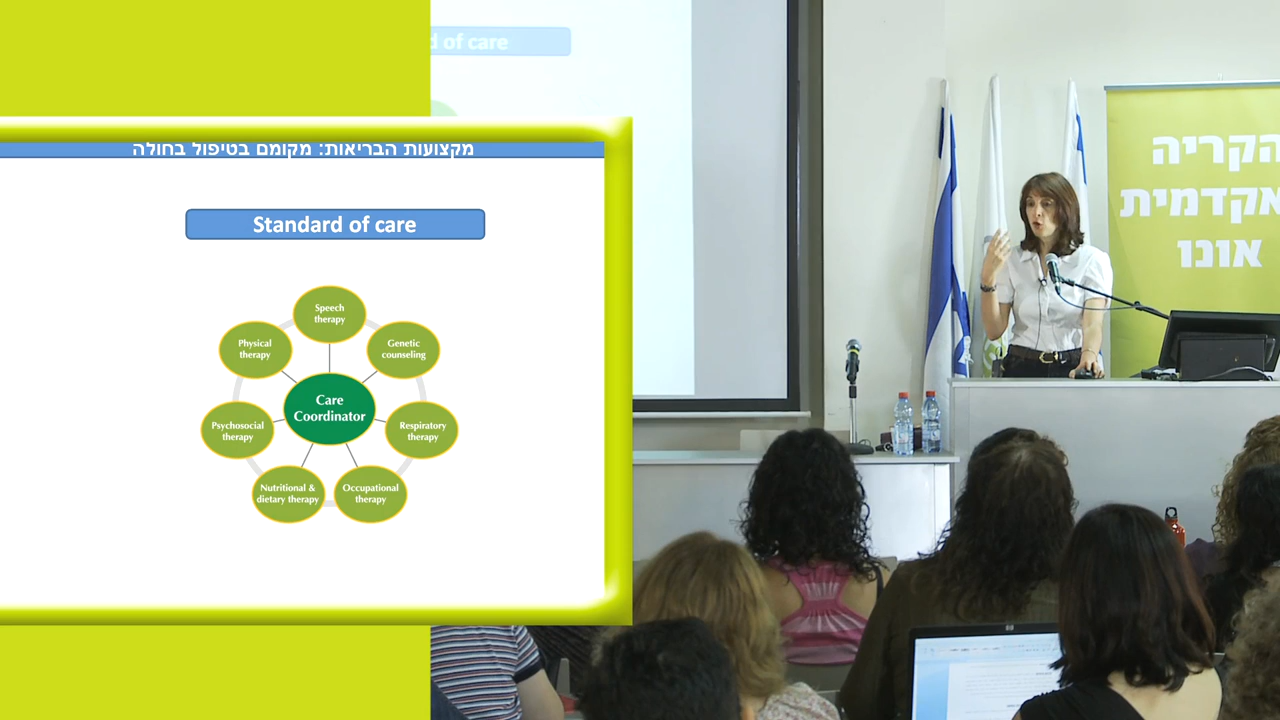 d of care
מקצועות הבריאות: מקומם בטיפול בחולה
Standard of care
Speech
therapy
Genetic
counseling
Respiratory
therapy
Occupational
therapy
Nutritional &
dietary therapy
Psychosocial
therapy
Physical
therapy
Care
Coordinator
הקריה
אקדמית
אונו